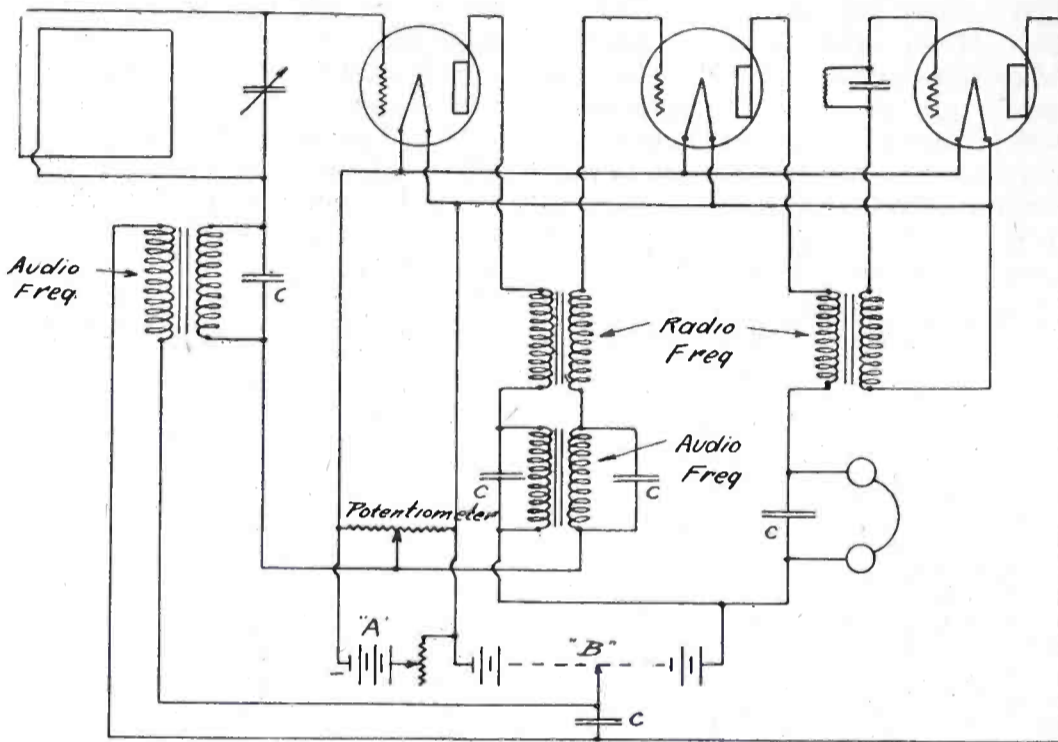 Audio
Freq.
C
Radio
Freq
Audio
Freq
C
C
Potentiometer
C
"A"
"B"
-
C